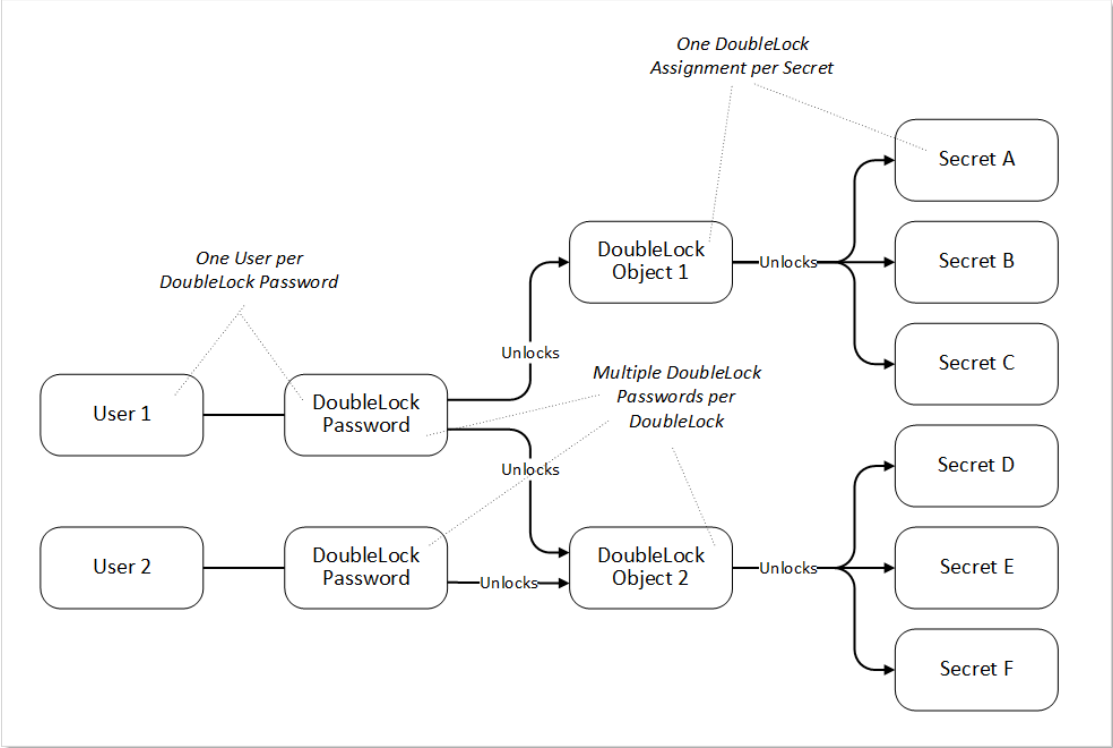 One DoubleLock
Assignment per Secret
Secret A
DoubleLock
Object 1
Unlocks
Secret B
One User per
DoubleLock Password
Unlocks
Secret C
Multiple DoubleLock
Passwords per
DoubleLock
User 1
DoubleLock
Password
Unlocks
Secret D
User 2
DoubleLock
Password
Unlocks
DoubleLock
Object 2
Unlocks
Secret E
Secret F